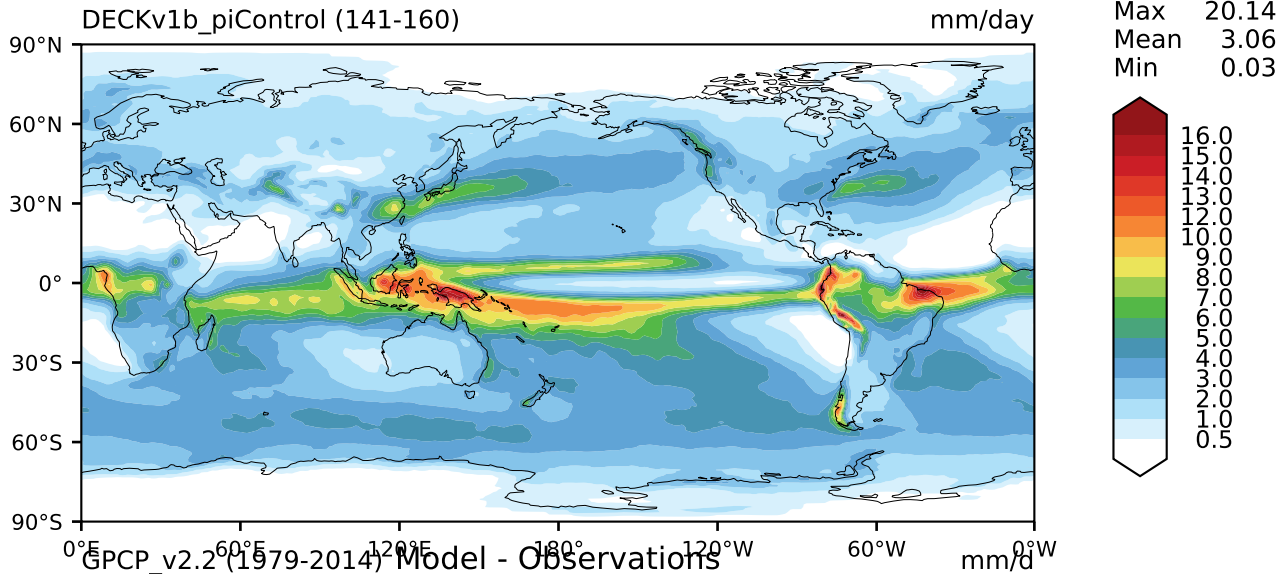 DECKv1b_piControl (141-160) mm/day
Max 20.14
Mean 3.06
Min 0.03
90°N
60°N
30°N
0°
30°S
60°S
90°S
16.0
15.0
14.0
13.0
12.0
10.0
9.0
8.0
7.0
6.0
5.0
4.0
3.0
2.0
1.0
0.5
0°E 60°E 120°E 180° 120°W 60°W 0°W
GPCP_v2.2 (1979-2014) Model - Observations mm/d